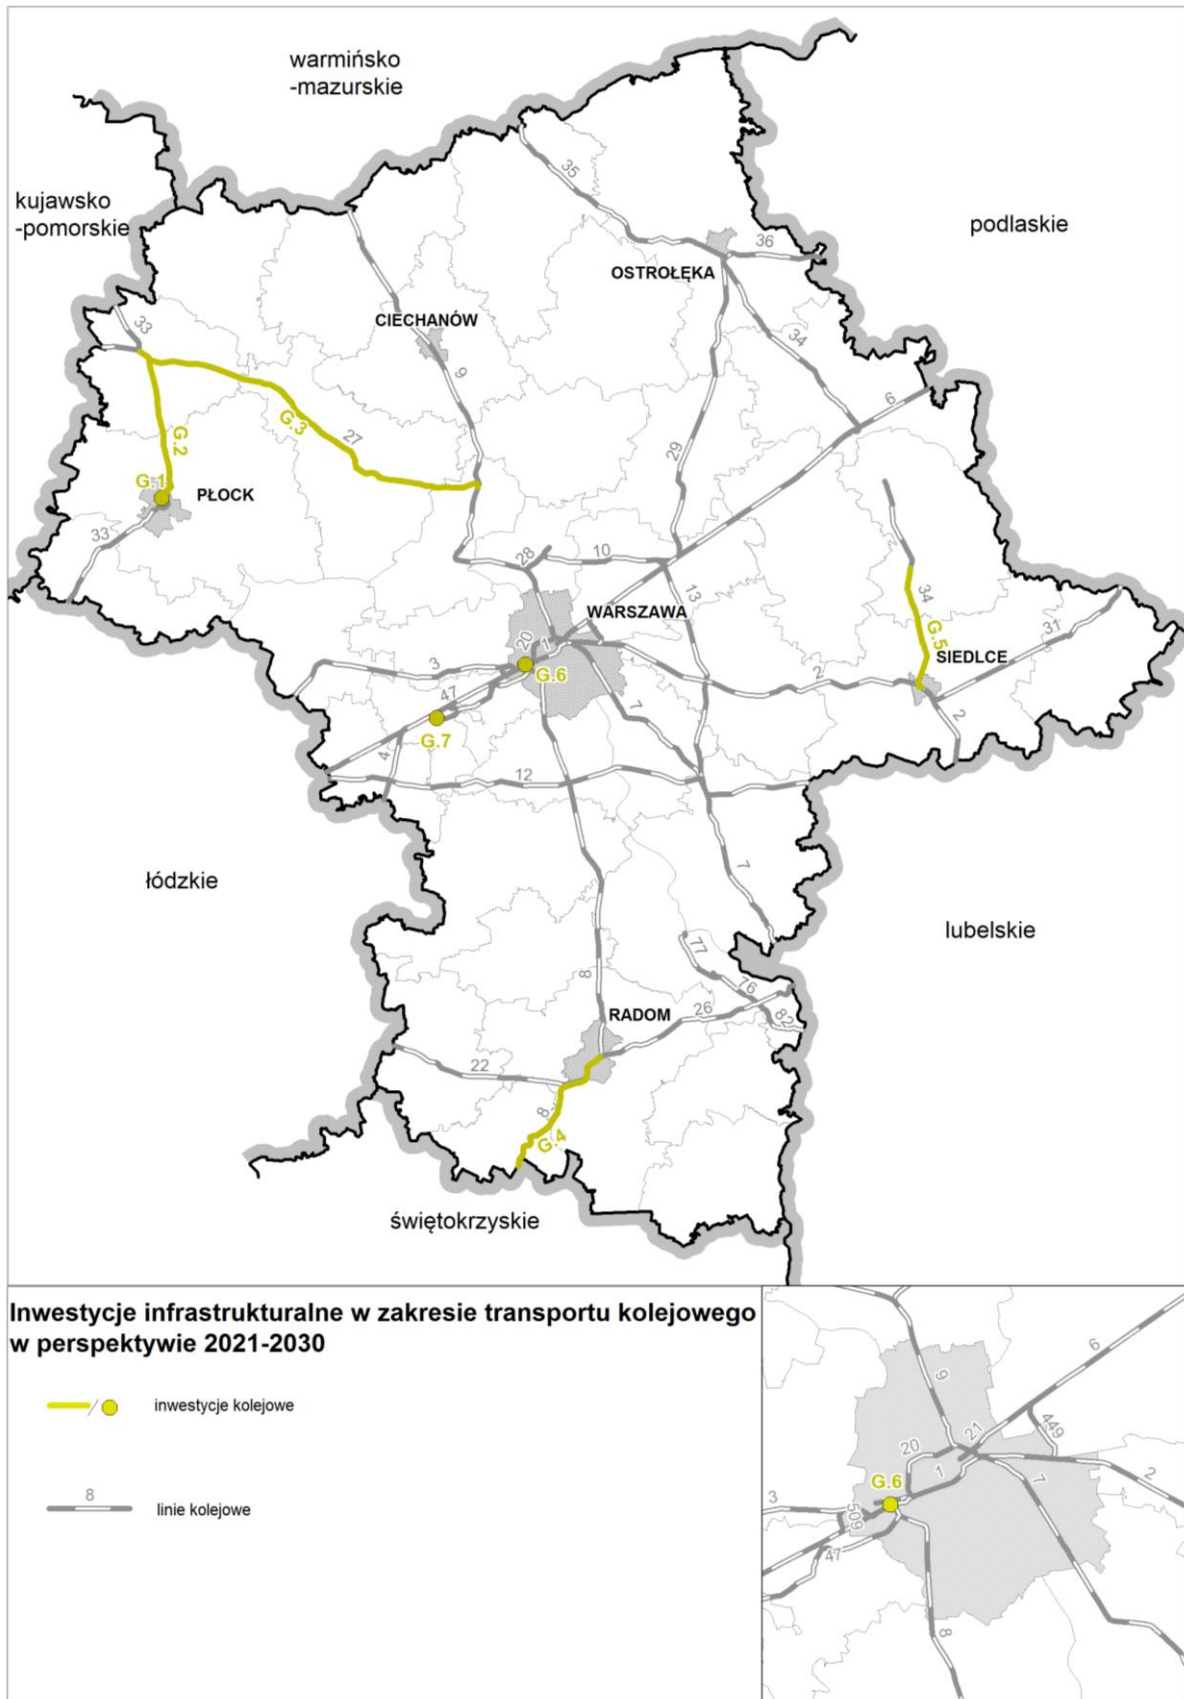 warmińsko
-mazurskie
kujawsko
-pomorskie
podlaskie
35
36
OSTROŁĘKA
33
CIECHANÓW
9
34
6
G.3
27
G.2
29
G.1
PŁOCK
33
28
10
13
34
G.5
31
WARSZAWA
20
1
SIEDLCE
3
G.6
2
47
7
2
G.7
4
12
łódzkie
7
lubelskie
77
8
76
26
82
RADOM
22
8
G.4
świętokrzyskie
Inwestycje infrastrukturalne w zakresie transportu kolejowego
w perspektywie 2021-2030
inwestycje kolejowe
8
linie kolejowe
6
9
21
449
20
1
G.6
7
2
3
509
47
8